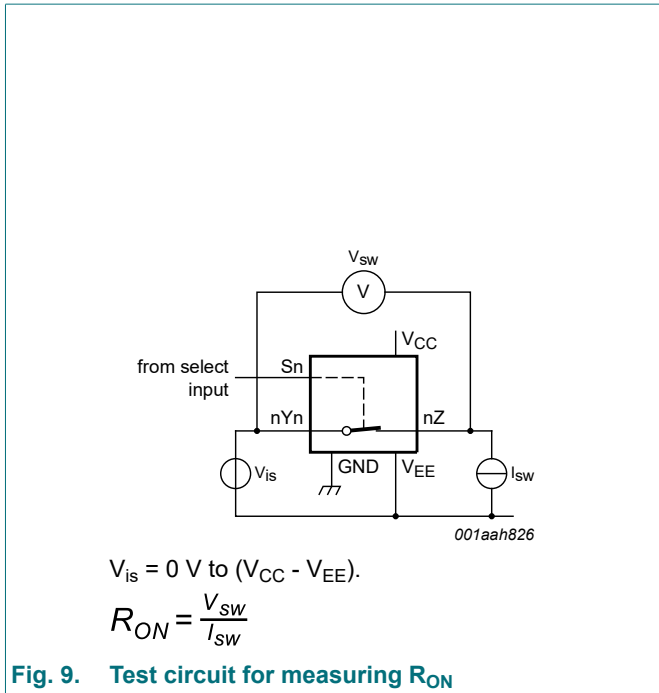 Vsw
V
VCC
from select
input
Sn
nYn
nZ
Vis
GND
VEE
Isw
001aah826
Vis = 0 V to (VCC - VEE).
RON = Vsw / Isw
Fig. 9. Test circuit for measuring RON